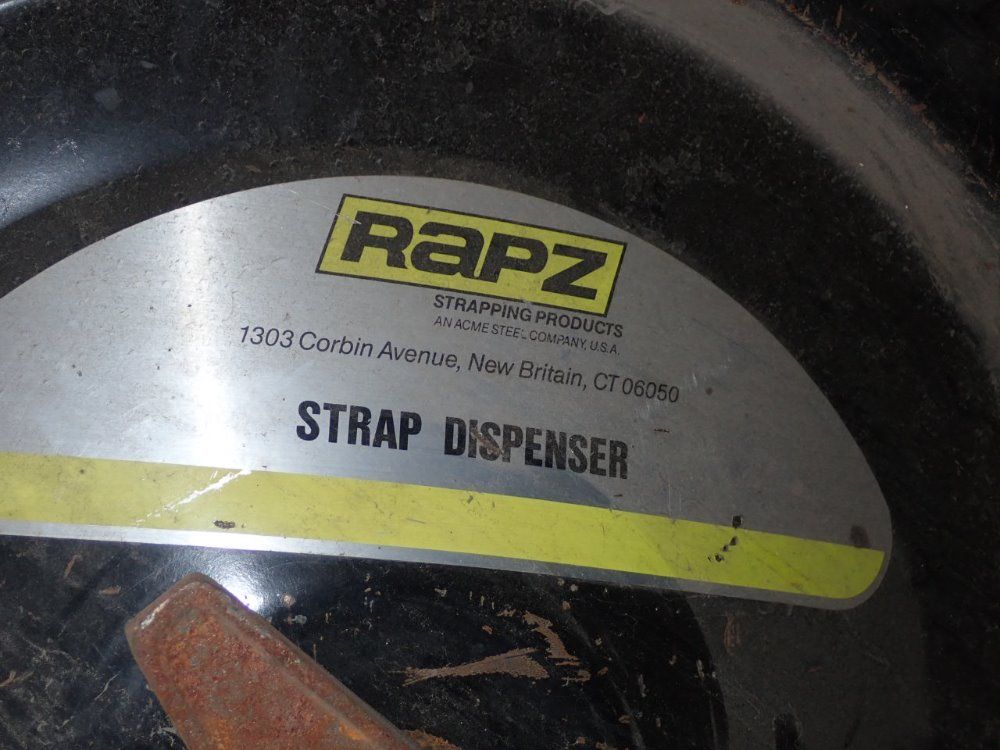 RAPZ
STRAPPING PRODUCTS
AN ACME STEEL COMPANY, U.S.A.
1303 Corbin Avenue, New Britain, CT 06050
STRAP DISPENSER